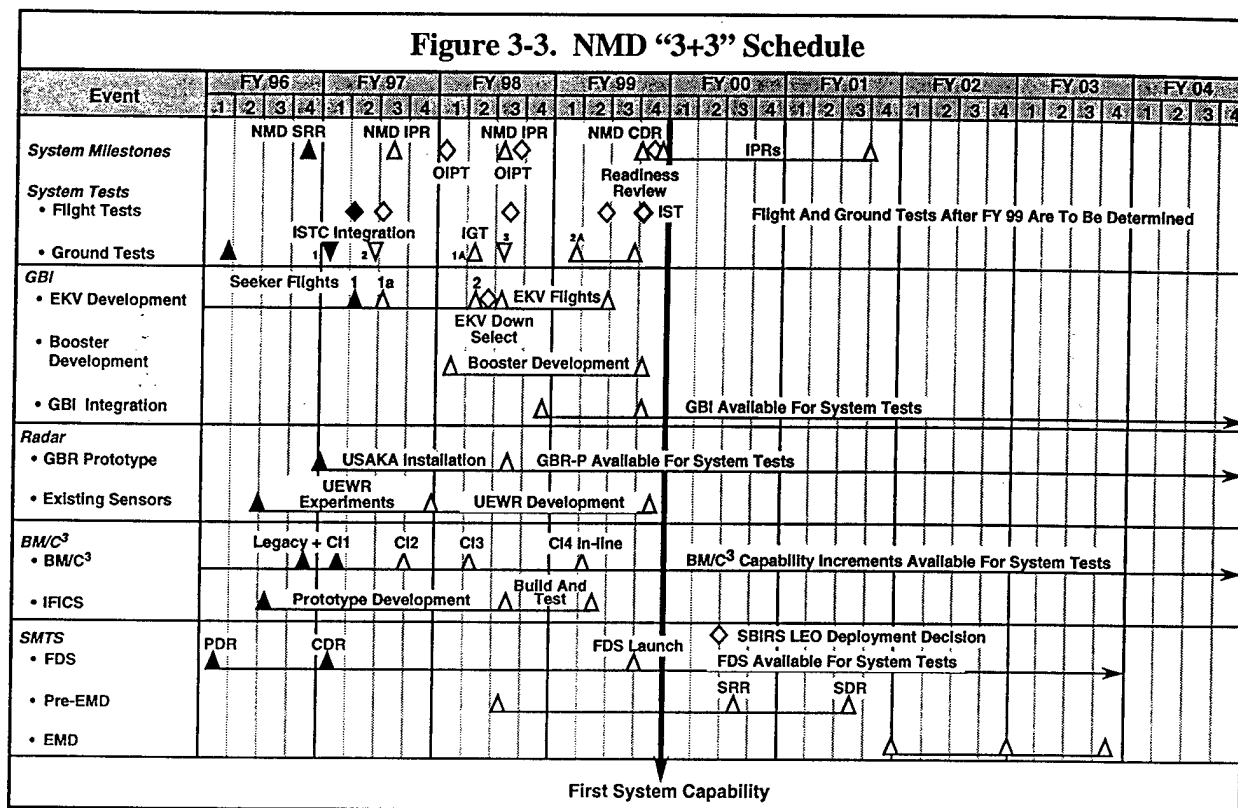 Figure 3-3. NMD “3+3” Schedule
Event FY 96 FY 97 FY 98 FY 99 FY 00 FY 01 FY 02 FY 03 FY 04
1 2 3 4 1 2 3 4 1 2 3 4 1 2 3 4 1 2 3 4 1 2 3 4 1 2 3 4 1 2 3 4 1 2 3 4
NMD SRR NMD IPR NMD IPR NMD CDR
System Milestones IPRs
OIPT OIPT Readiness
Review
System Tests
• Flight Tests IST Flight And Ground Tests After FY 99 Are To Be Determined
ISTC Integration IGT 3 2A
• Ground Tests 1 2 1A
GBI
Seeker Flights 1 1a 2
• EKV Development EKV Flights
EKV Down
Select
• Booster
Development Booster Development
• GBI Integration GBI Available For System Tests
Radar
• GBR Prototype USAKA Installation GBR-P Available For System Tests
UEWR
• Existing Sensors Experiments UEWR Development
BM/C³
Legacy + CI1 CI2 CI3 CI4 In-line
• BM/C³ BM/C³ Capability Increments Available For System Tests
Build And
• IFICS Prototype Development Test
SMTS
SBIRS LEO Deployment Decision
PDR CDR FDS Launch
• FDS FDS Available For System Tests
SRR SDR
• Pre-EMD
• EMD
First System Capability